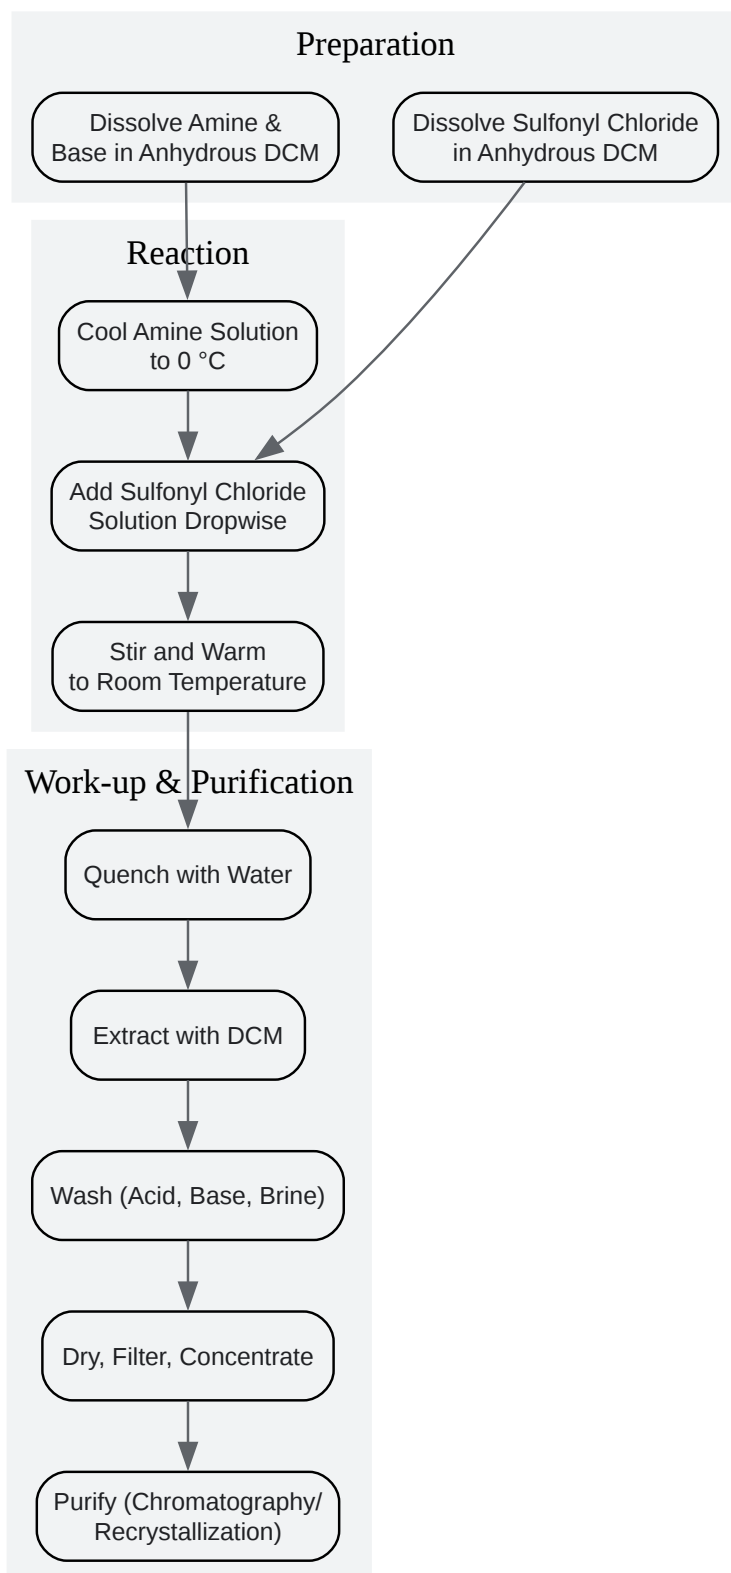 Preparation
Dissolve Amine &
Base in Anhydrous DCM
Dissolve Sulfonyl Chloride
in Anhydrous DCM
Reaction
Cool Amine Solution
to 0 °C
Add Sulfonyl Chloride
Solution Dropwise
Stir and Warm
to Room Temperature
Work-up & Purification
Quench with Water
Extract with DCM
Wash (Acid, Base, Brine)
Dry, Filter, Concentrate
Purify (Chromatography/
Recrystallization)